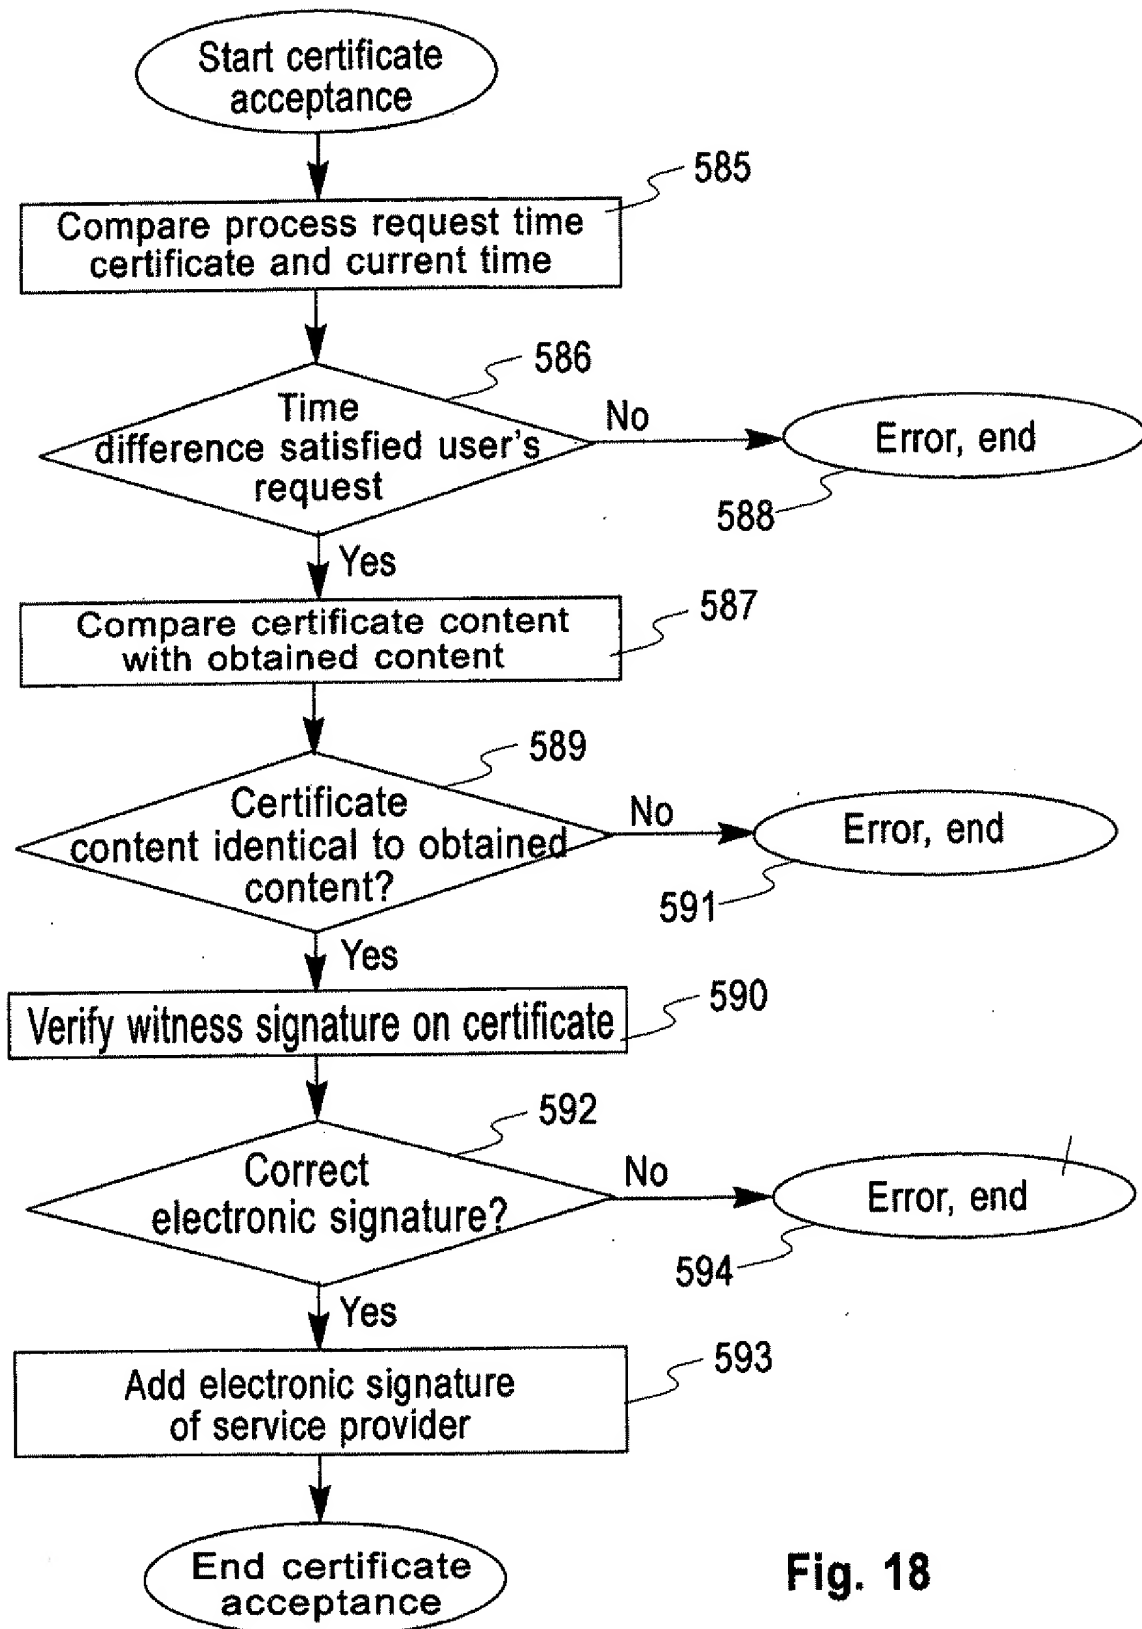 Start certificate
acceptance
585
Compare process request time
certificate and current time
586
Time
difference satisfied user's
request
No
Error, end
588
Yes
587
Compare certificate content
with obtained content
589
Certificate
content identical to obtained
content?
No
Error, end
591
Yes
590
Verify witness signature on certificate
592
Correct
electronic signature?
No
Error, end
594
Yes
593
Add electronic signature
of service provider
End certificate
acceptance
Fig. 18